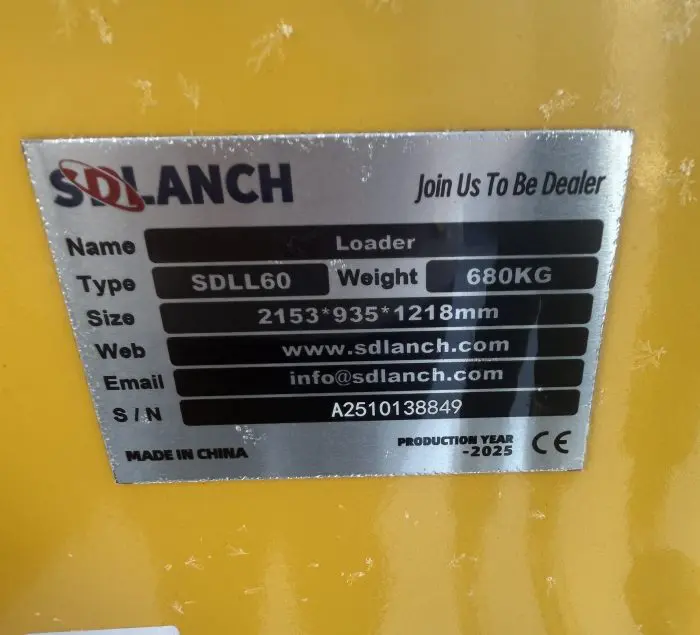 SDLANCH
Join Us To Be Dealer
Name Loader
Type SDLL60 Weight 680KG
Size 2153*935*1218mm
Web www.sdlanch.com
Email info@sdlanch.com
S/N A2510138849
MADE IN CHINA
PRODUCTION YEAR
-2025
CE